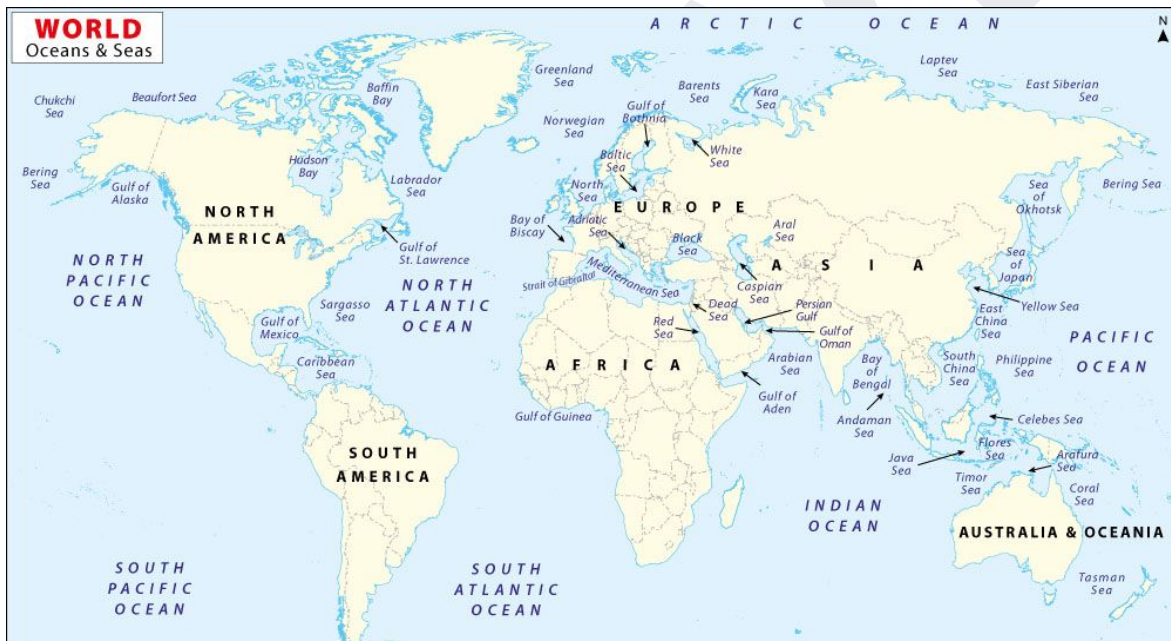 WORLD
Oceans & Seas
ARCTIC OCEAN
N
Chukchi
Sea
Beaufort Sea
Baffin
Bay
Greenland
Sea
Norwegian
Sea
Barents
Sea
Kara
Sea
Laptev
Sea
East Siberian
Sea
Bering
Sea
Gulf of
Alaska
Hudson
Bay
Labrador
Sea
Gulf of
Bothnia
Baltic
Sea
White
Sea
North
Sea
Bering Sea
Sea
of
Okhotsk
NORTH
AMERICA
Gulf of
St. Lawrence
Bay of
Biscay
Adriatic
Sea
EUROPE
Black
Sea
Aral
Sea
ASIA
Caspian
Sea
Sea
of
Japan
Yellow Sea
East
China
Sea
NORTH
PACIFIC
OCEAN
NORTH
ATLANTIC
OCEAN
Sargasso
Sea
Gulf of
Mexico
Caribbean
Sea
Strait of Gibraltar
Mediterranean Sea
Dead
Sea
Persian
Gulf
Red
Sea
Gulf of
Oman
AFRICA
Arabian
Sea
Gulf of
Aden
Bay
of
Bengal
Andaman
Sea
South
China
Sea
Philippine
Sea
PACIFIC
OCEAN
Gulf of Guinea
Celebes Sea
SOUTH
AMERICA
Java
Sea
Flores
Sea
Arafura
Sea
Timor
Sea
Coral
Sea
INDIAN
OCEAN
AUSTRALIA & OCEANIA
SOUTH
PACIFIC
OCEAN
SOUTH
ATLANTIC
OCEAN
Tasman
Sea